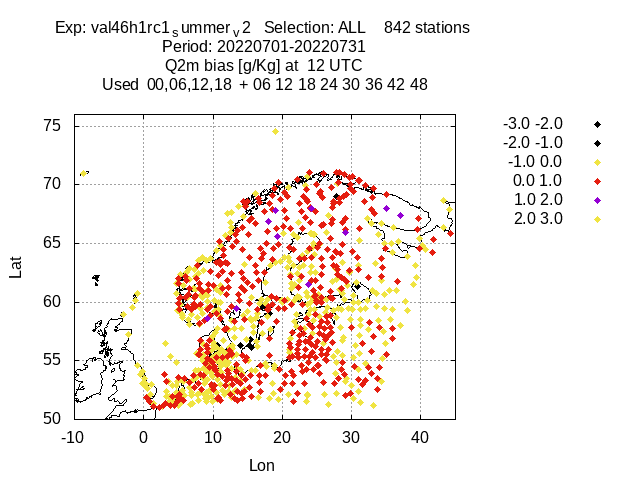 Exp: val46h1rc1summerv2 Selection: ALL 842 stations
Period: 20220701-20220731
Q2m bias [g/Kg] at 12 UTC
Used 00,06,12,18 + 06 12 18 24 30 36 42 48
-3.0 -2.0
-2.0 -1.0
-1.0 0.0
0.0 1.0
1.0 2.0
2.0 3.0
75
70
65
60
55
50
Lat
-10 0 10 20 30 40
Lon